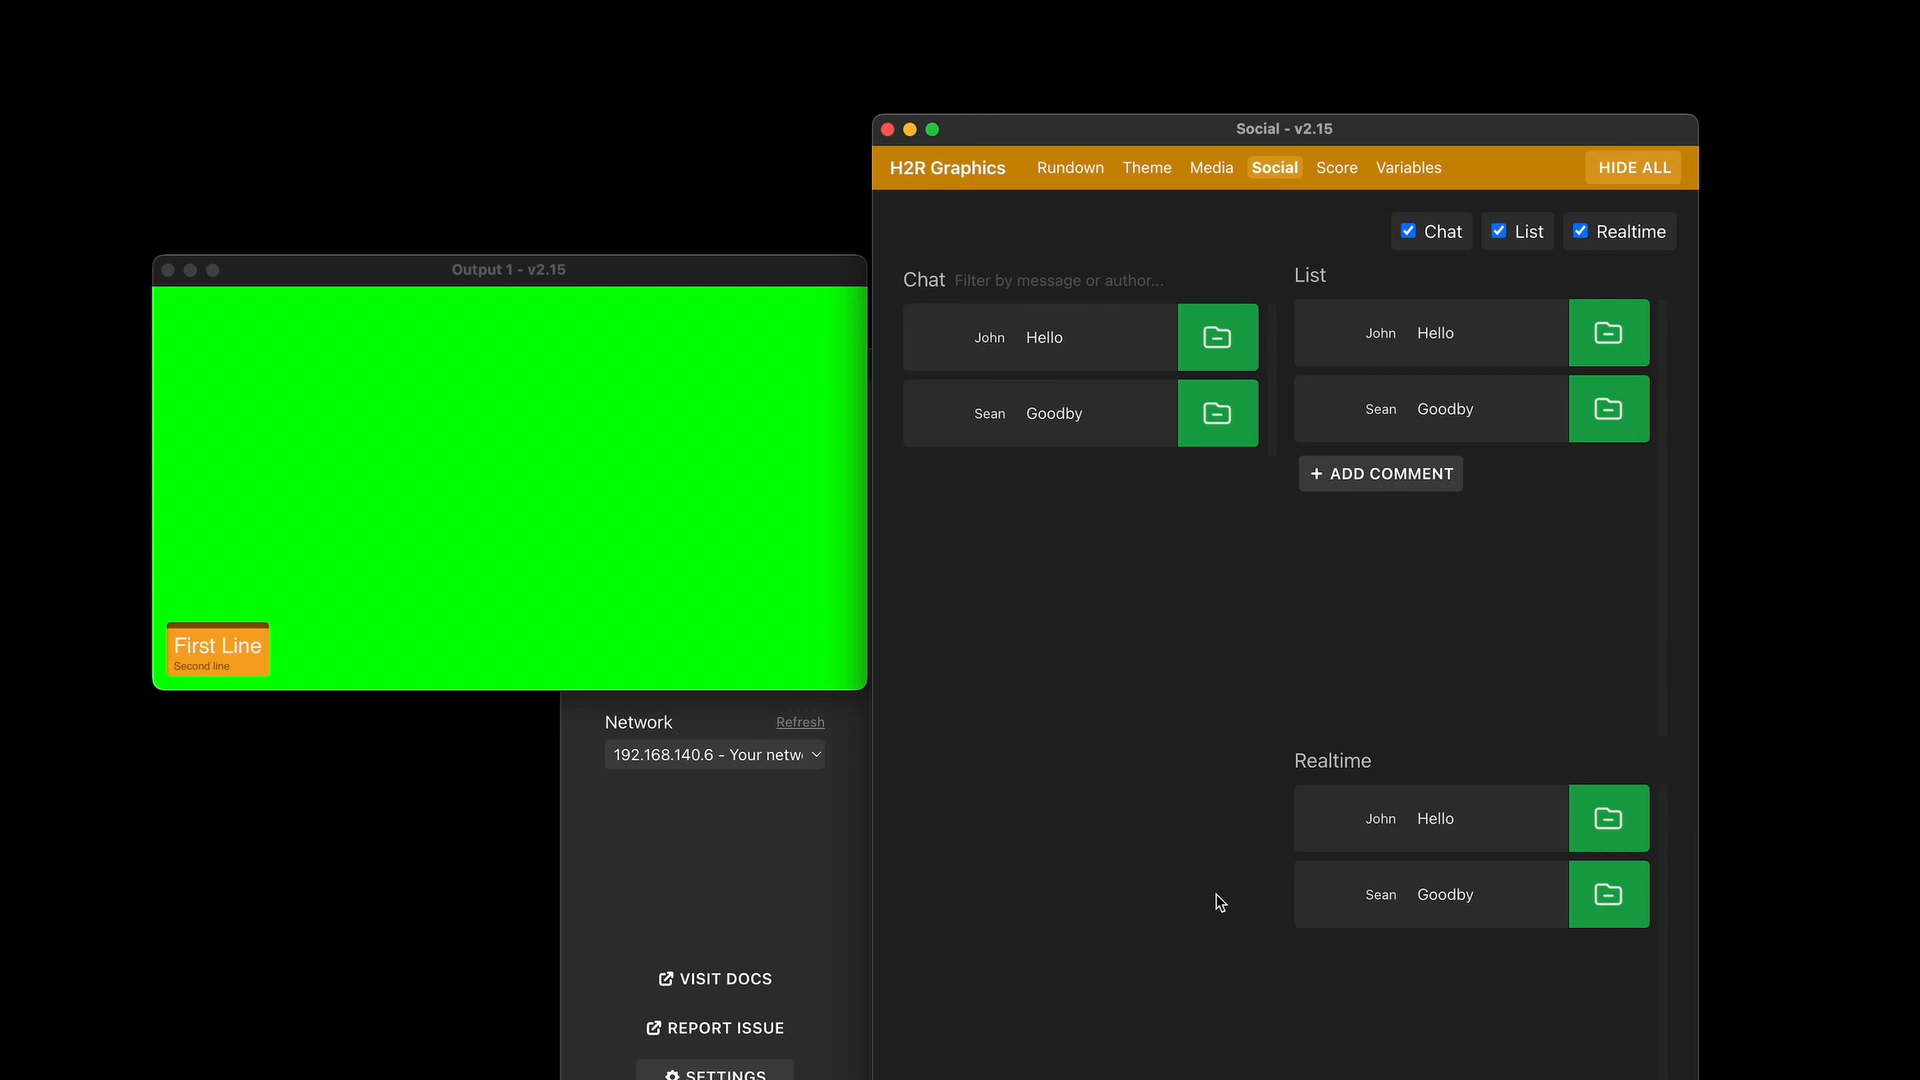 Social - v2.15
H2R Graphics Rundown Theme Media Social Score Variables HIDE ALL
Chat List Realtime
Output 1 - v2.15
First Line
Second line
Chat Filter by message or author...
John Hello
Sean Goodby
List
John Hello
Sean Goodby
+ ADD COMMENT
Realtime
John Hello
Sean Goodby
Network Refresh
192.168.140.6 - Your netw
VISIT DOCS
REPORT ISSUE
SETTINGS